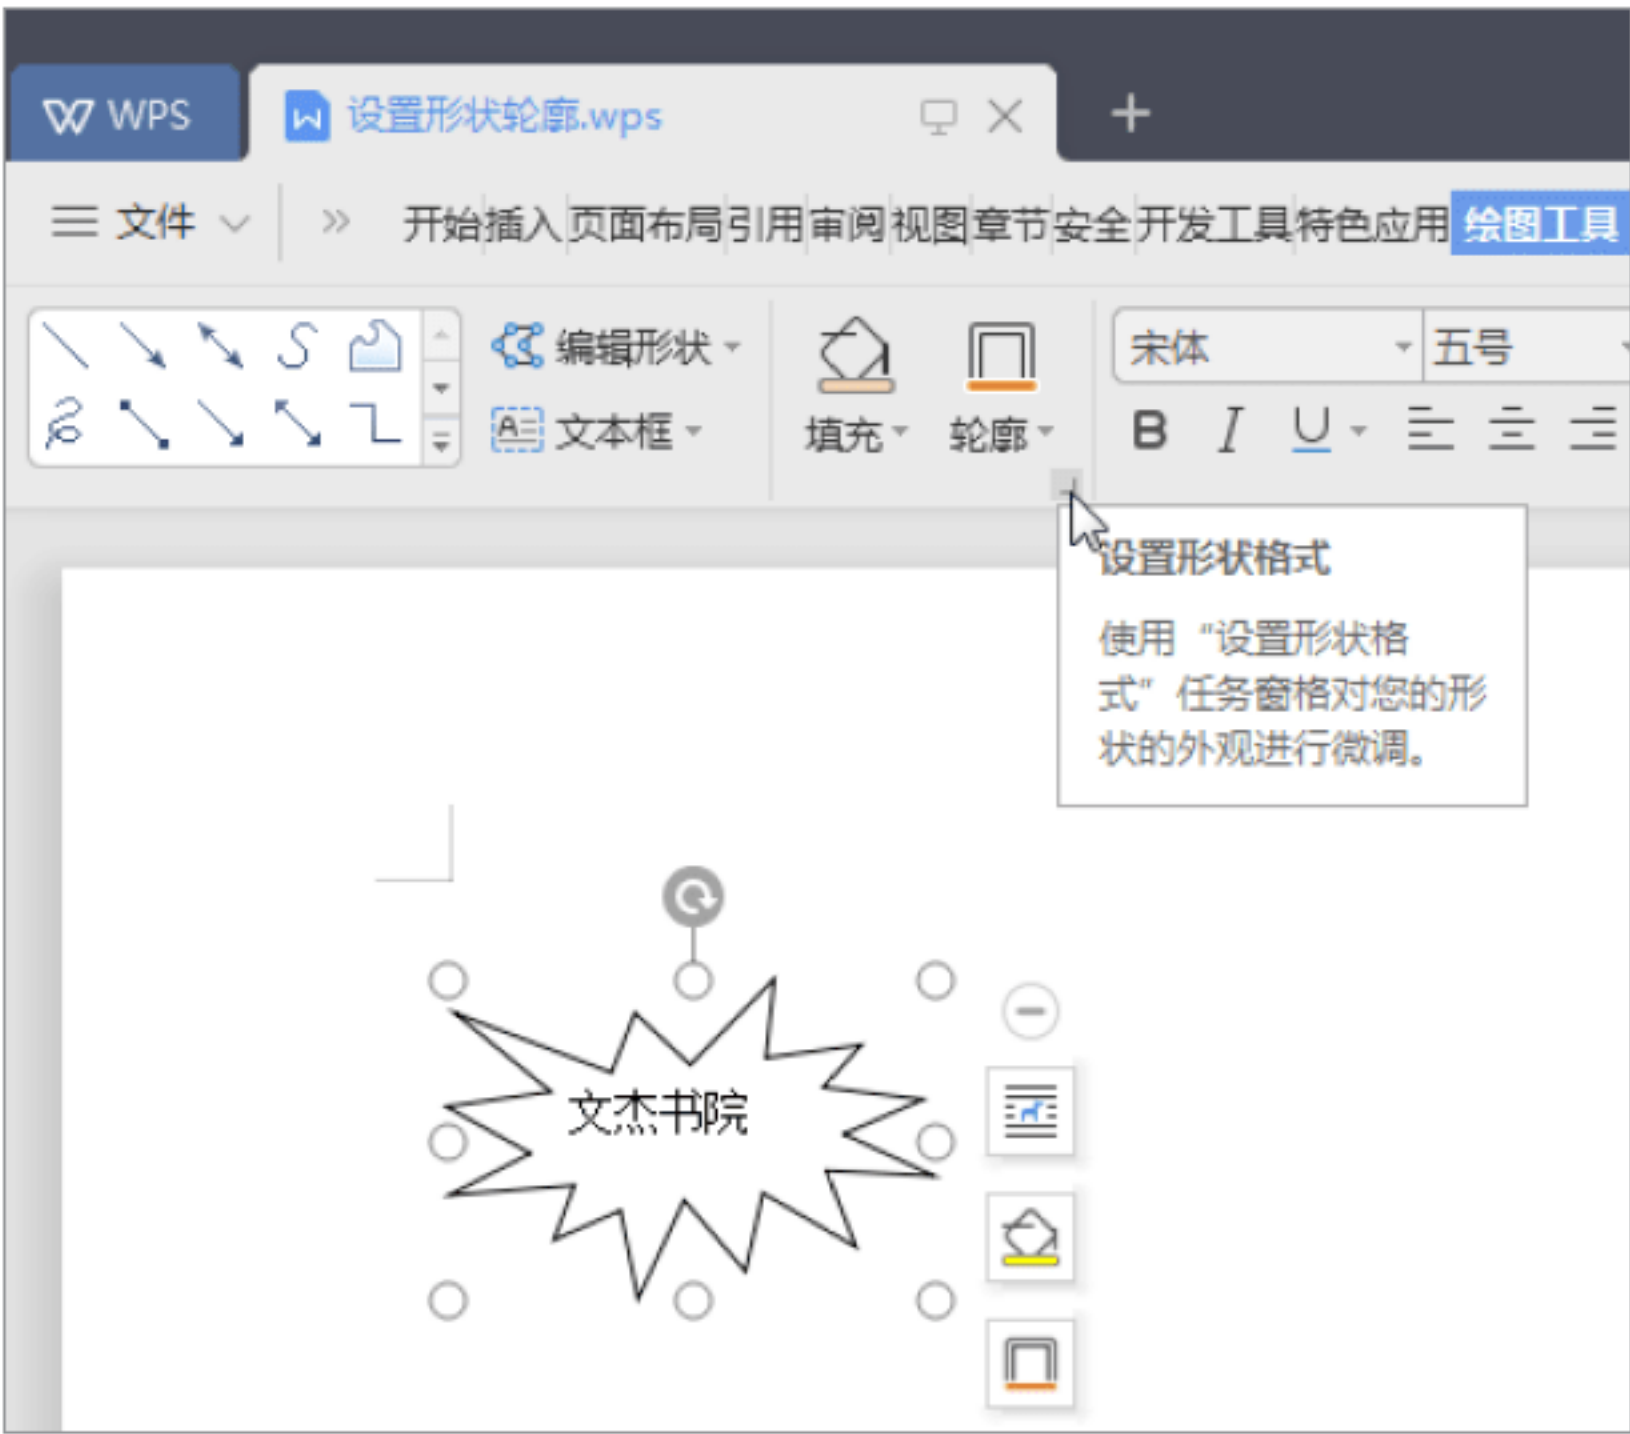 WPS
设置形状轮廓.wps
文件 开始 插入 页面布局 引用 审阅 视图 章节 安全 开发工具 特色应用 绘图工具
编辑形状 宋体 五号
文本框 填充 轮廓 B I U
设置形状格式
使用“设置形状格
式”任务窗格对您的形
状的外观进行微调。
文杰书院